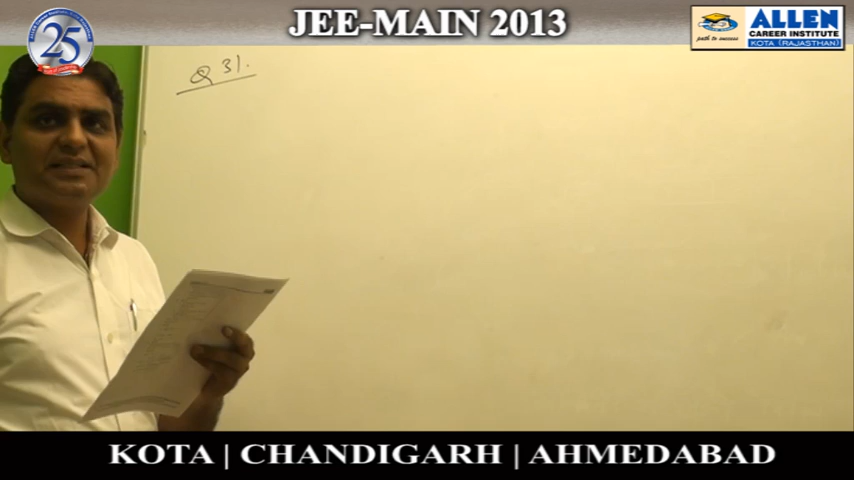 JEE-MAIN 2013
25
path to success
ALLEN
CAREER INSTITUTE
KOTA (RAJASTHAN)
Q 31.
KOTA | CHANDIGARH | AHMEDABAD